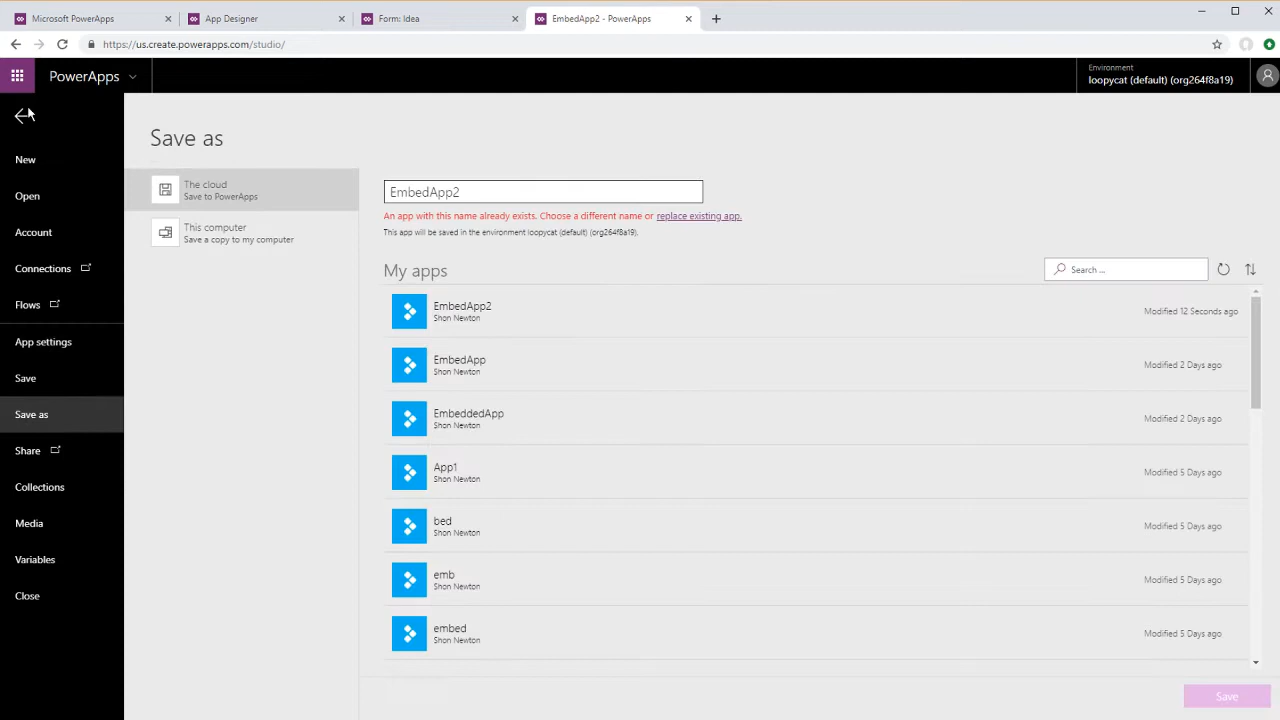 Microsoft PowerApps
App Designer
Form: Idea
EmbedApp2 - PowerApps
https://us.create.powerapps.com/studio/
PowerApps
Environment
loopycat (default) (org264f8a19)
New
Open
Account
Connections
Flows
App settings
Save
Save as
Share
Collections
Media
Variables
Close
Save as
The cloud
Save to PowerApps
This computer
Save a copy to my computer
EmbedApp2
An app with this name already exists. Choose a different name or replace existing app.
This app will be saved in the environment loopycat (default) (org264f8a19).
My apps
Search ...
EmbedApp2
Shon Newton
Modified 12 Seconds ago
EmbedApp
Shon Newton
Modified 2 Days ago
EmbeddedApp
Shon Newton
Modified 2 Days ago
App1
Shon Newton
Modified 5 Days ago
bed
Shon Newton
Modified 5 Days ago
emb
Shon Newton
Modified 5 Days ago
embed
Shon Newton
Modified 5 Days ago
Save